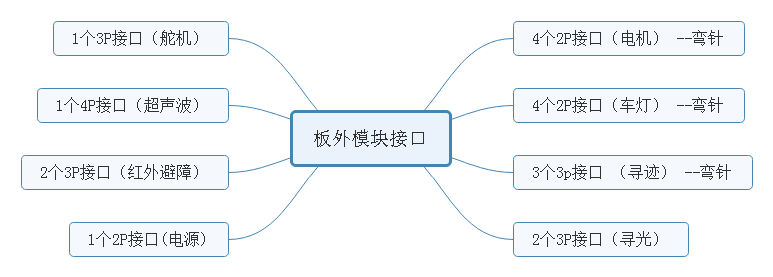 1个3P接口（舵机）
1个4P接口（超声波）
2个3P接口（红外避障）
1个2P接口(电源）
板外模块接口
4个2P接口（电机） --弯针
4个2P接口（车灯） --弯针
3个3p接口 （寻迹） --弯针
2个3P接口（寻光）